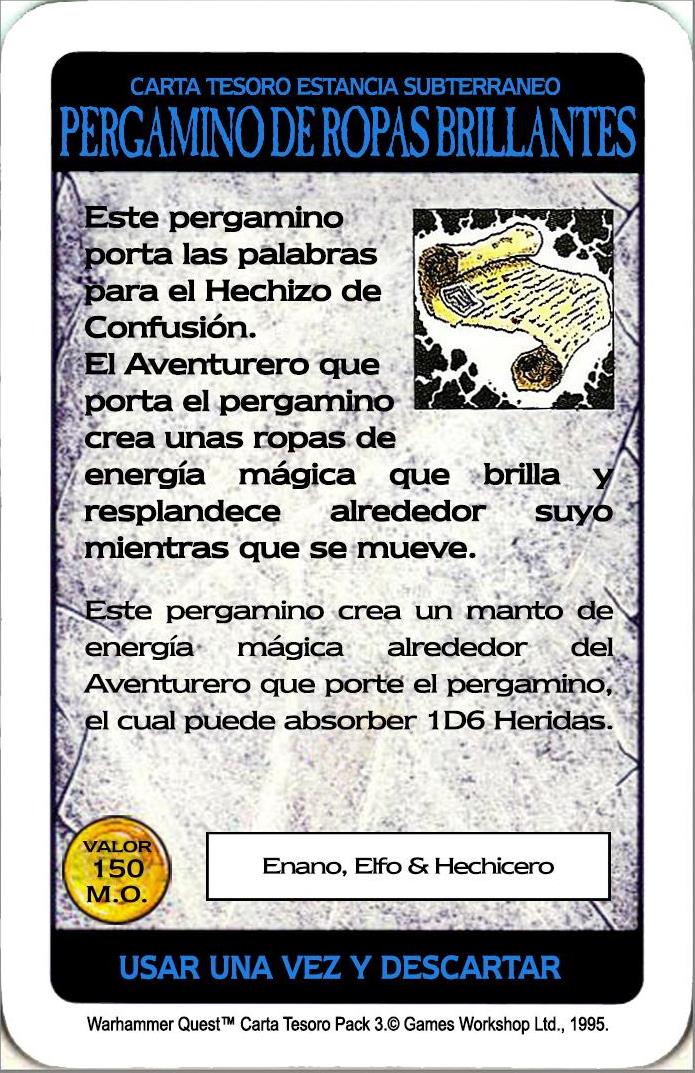 CARTA TESORO ESTANCIA SUBTERRANEO
PERGAMINO DE ROPAS BRILLANTES
Este pergamino
porta las palabras
para el Hechizo de
Confusión.
El Aventurero que
porta el pergamino
crea unas ropas de
energía mágica que brilla y
resplandece alrededor suyo
mientras que se mueve.
Este pergamino crea un manto de
energía mágica alrededor del
Aventurero que porte el pergamino,
el cual puede absorber 1D6 Heridas.
VALOR
150
M.O.
Enano, Elfo & Hechicero
USAR UNA VEZ Y DESCARTAR
Warhammer Quest™ Carta Tesoro Pack 3.© Games Workshop Ltd., 1995.